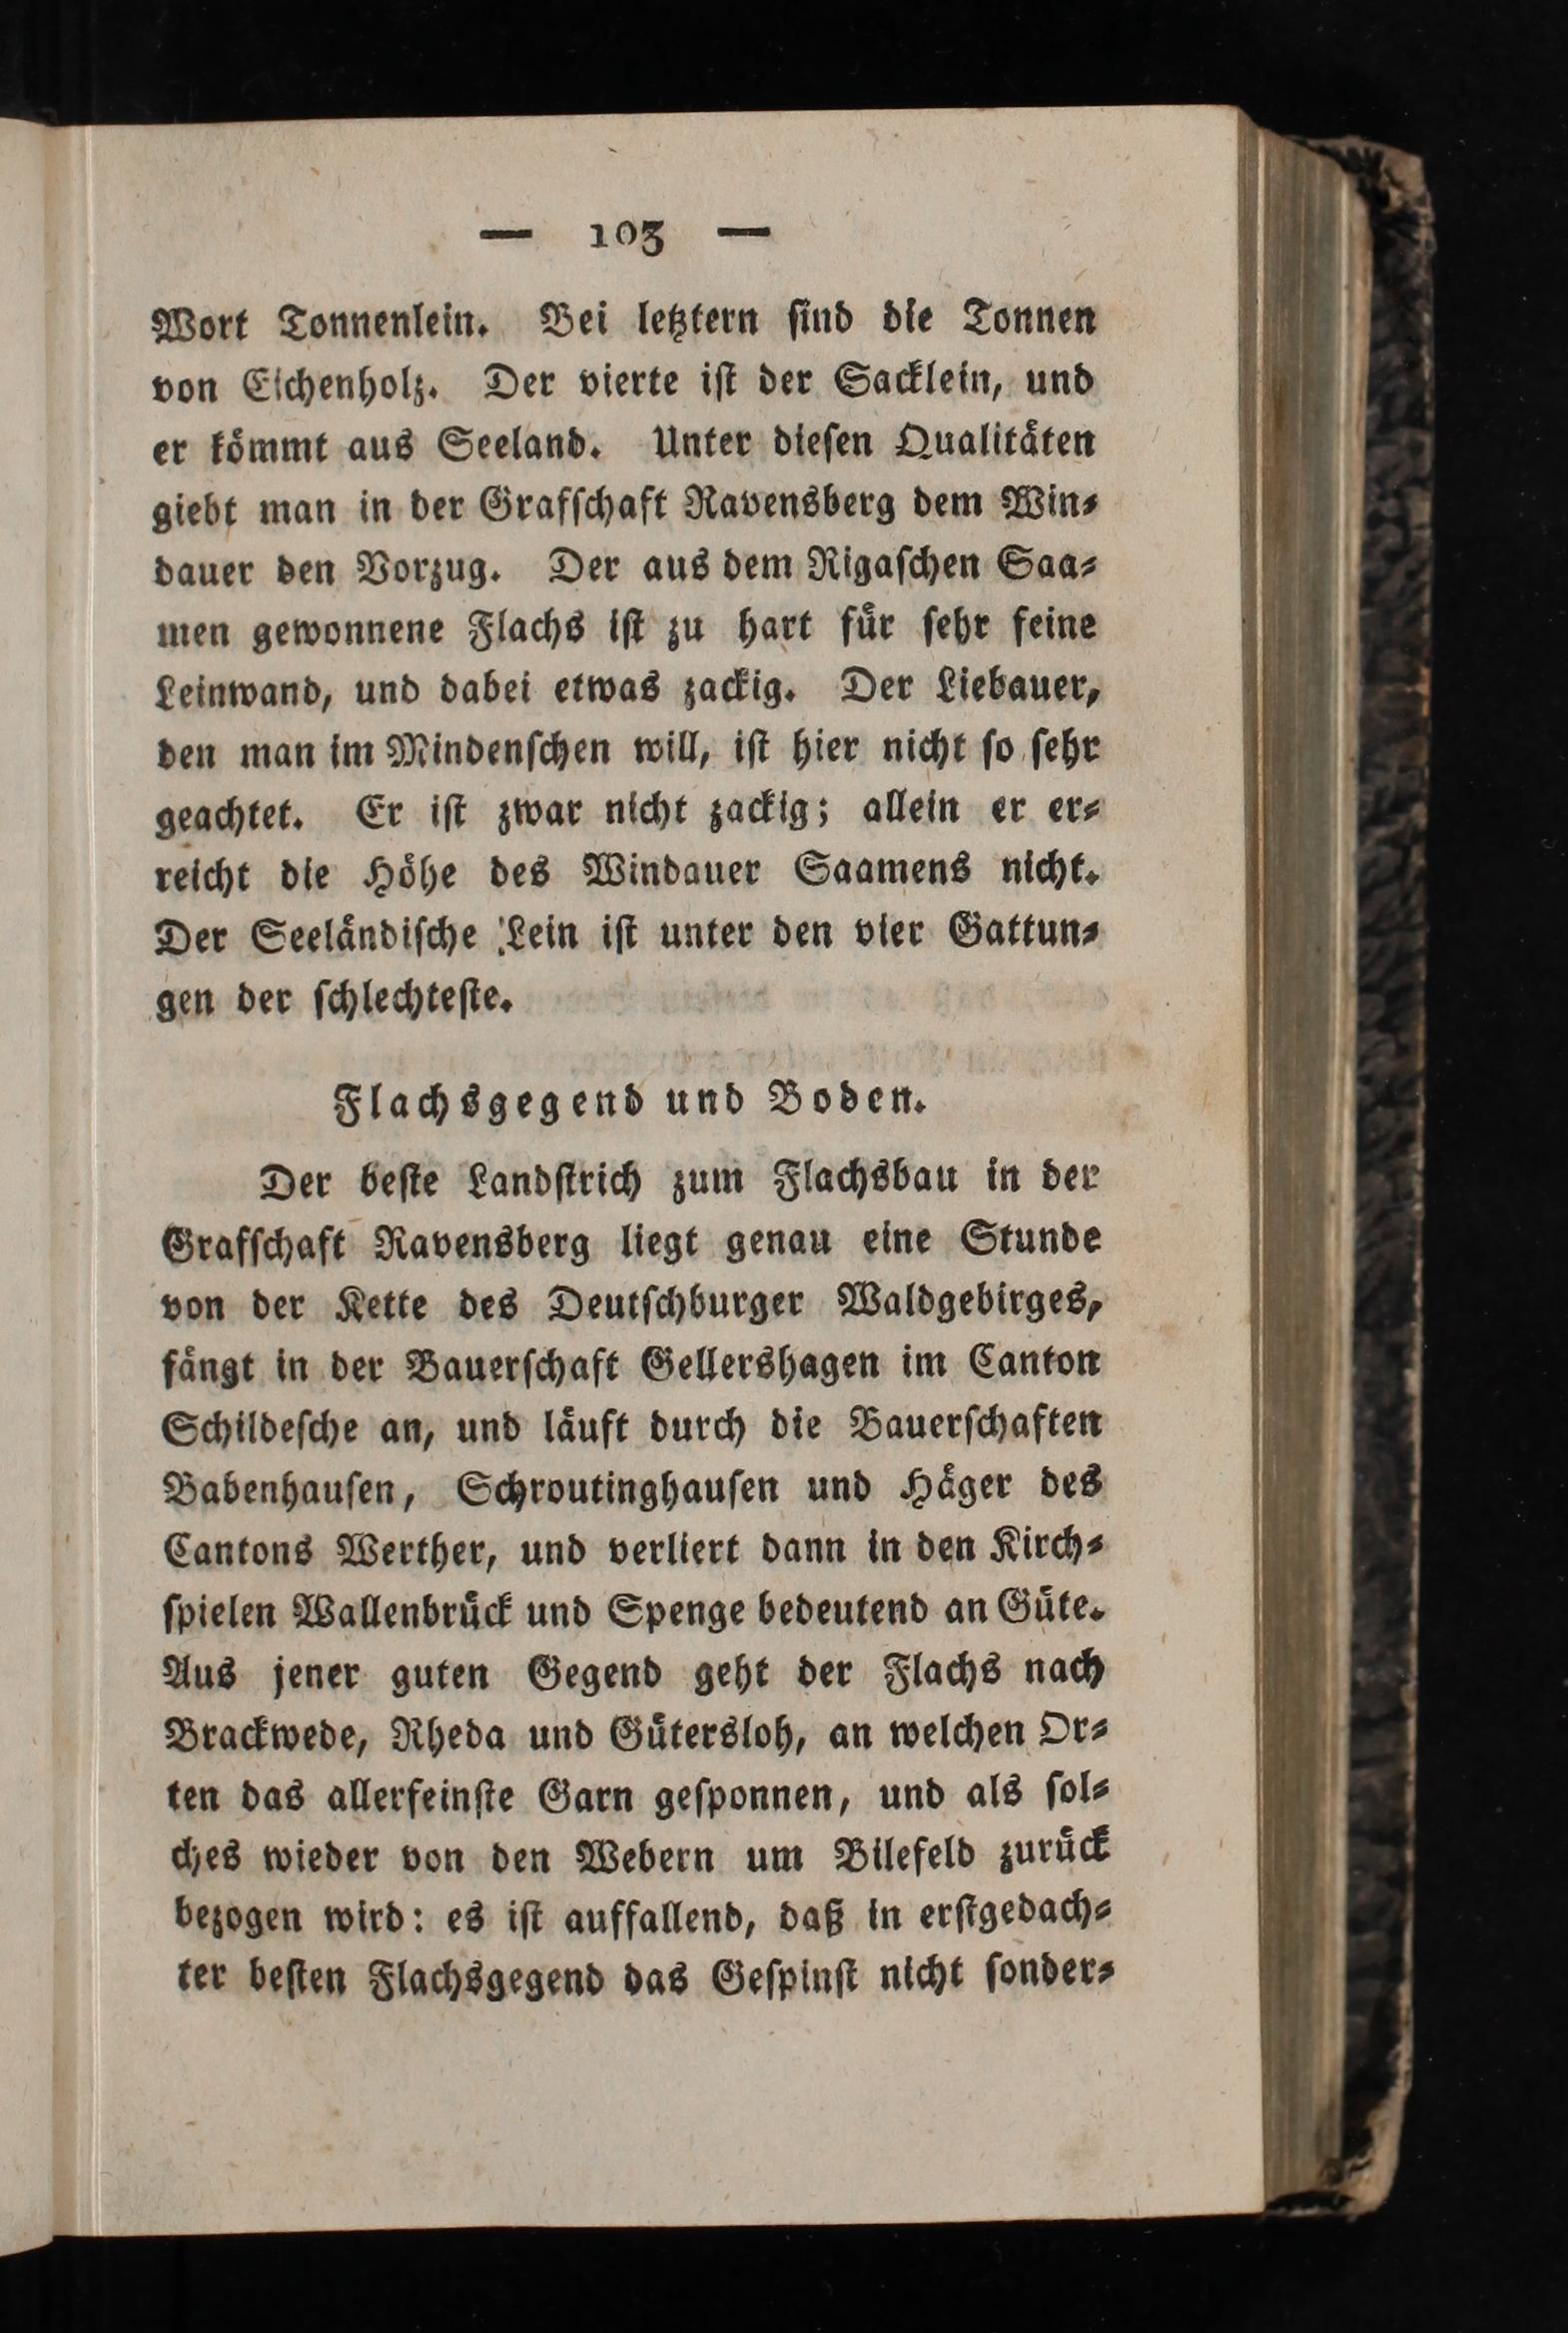 — 103 —
Wort Tonnenlein. Bei letztern ſind die Tonnen
von Eichenholz. Der vierte iſt der Sacklein, und
er kömmt aus Seeland. Unter dieſen Qualitäten
giebt man in der Grafſchaft Ravensberg dem Win⸗
dauer den Vorzug. Der aus dem Rigaſchen Saa⸗
men gewonnene Flachs iſt zu hart für ſehr feine
Leinwand, und dabei etwas zackig. Der Liebauer,
den man im Mindenſchen will, iſt hier nicht ſo ſehr
geachtet. Er iſt zwar nicht zackig; allein er er⸗
reicht die Höhe des Windauer Saamens nicht.
Der Seeländiſche Lein iſt unter den vier Gattun⸗
gen der ſchlechteſte.
Flachsgegend und Boden.
Der beſte Landſtrich zum Flachsbau in der
Grafſchaft Ravensberg liegt genau eine Stunde
von der Kette des Deutſchburger Waldgebirges,
fängt in der Bauerſchaft Gellershagen im Canton
Schildeſche an, und läuft durch die Bauerſchaften
Babenhauſen, Schroutinghauſen und Häger des
Cantons Werther, und verliert dann in den Kirch⸗
ſpielen Wallenbrück und Spenge bedeutend an Güte.
Aus jener guten Gegend geht der Flachs nach
Brackwede, Rheda und Gütersloh, an welchen Or⸗
ten das allerfeinſte Garn geſponnen, und als ſol⸗
ches wieder von den Webern um Bilefeld zurück
bezogen wird: es iſt auffallend, daß in erſtgedach⸗
ter beſten Flachsgegend das Geſpinſt nicht ſonder⸗